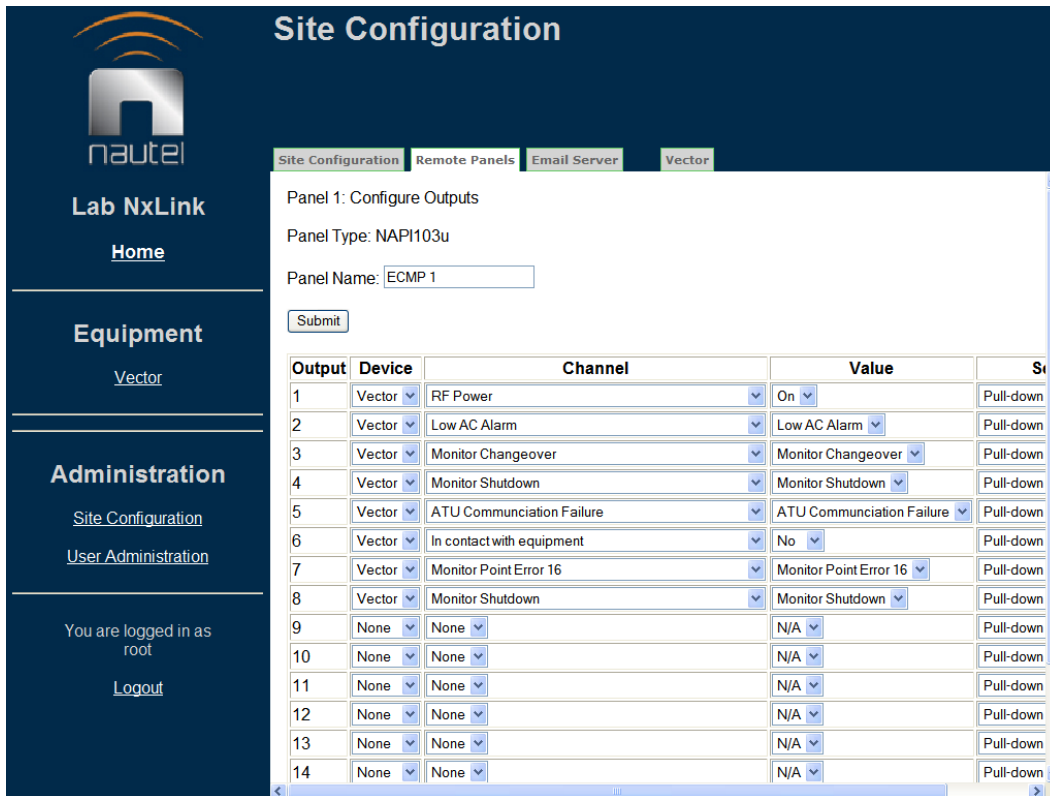 Site Configuration
nautel
Site Configuration Remote Panels Email Server Vector
Lab NxLink
Home
Equipment
Vector
Administration
Site Configuration
User Administration
You are logged in as
root
Logout
Panel 1: Configure Outputs
Panel Type: NAPI103u
Panel Name: ECMP 1
Submit
Output Device Channel Value
1 Vector RF Power On Pull-down
2 Vector Low AC Alarm Low AC Alarm Pull-down
3 Vector Monitor Changeover Monitor Changeover Pull-down
4 Vector Monitor Shutdown Monitor Shutdown Pull-down
5 Vector ATU Communciation Failure ATU Communciation Failure Pull-down
6 Vector In contact with equipment No Pull-down
7 Vector Monitor Point Error 16 Monitor Point Error 16 Pull-down
8 Vector Monitor Shutdown Monitor Shutdown Pull-down
9 None None N/A Pull-down
10 None None N/A Pull-down
11 None None N/A Pull-down
12 None None N/A Pull-down
13 None None N/A Pull-down
14 None None N/A Pull-down